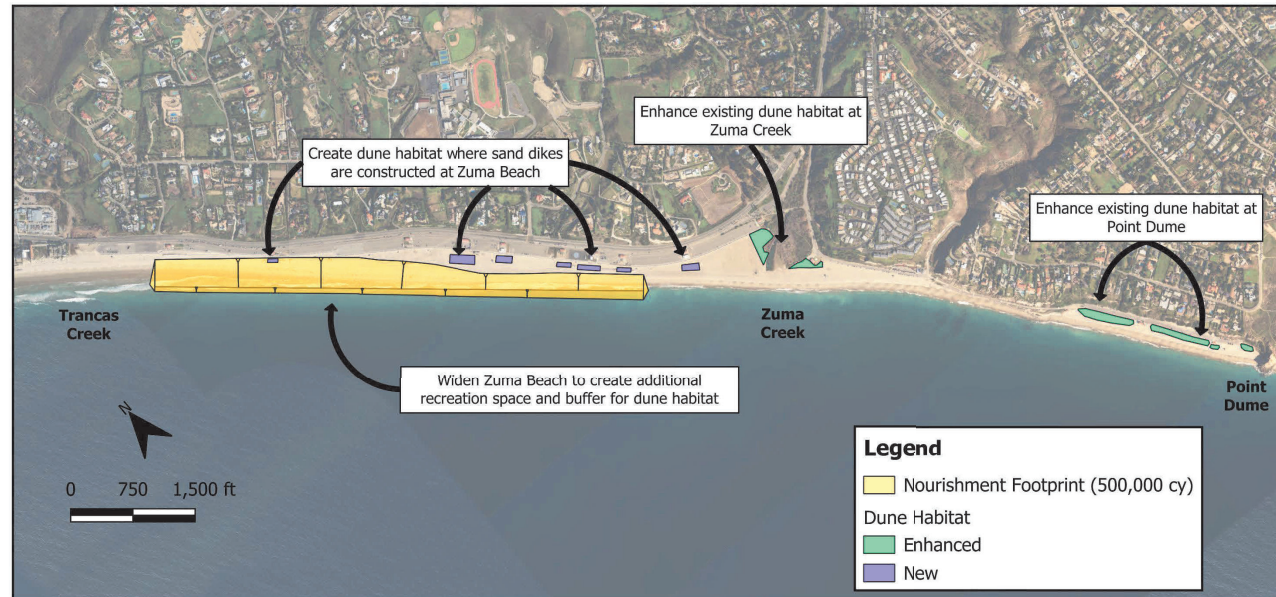 Enhance existing dune habitat at
Zuma Creek
Create dune habitat where sand dikes
are constructed at Zuma Beach
Enhance existing dune habitat at
Point Dume
Trancas
Creek
Zuma
Creek
Point
Dume
Widen Zuma Beach to create additional
recreation space and buffer for dune habitat
N
0 750 1,500 ft
Legend
Nourishment Footprint (500,000 cy)
Dune Habitat
Enhanced
New